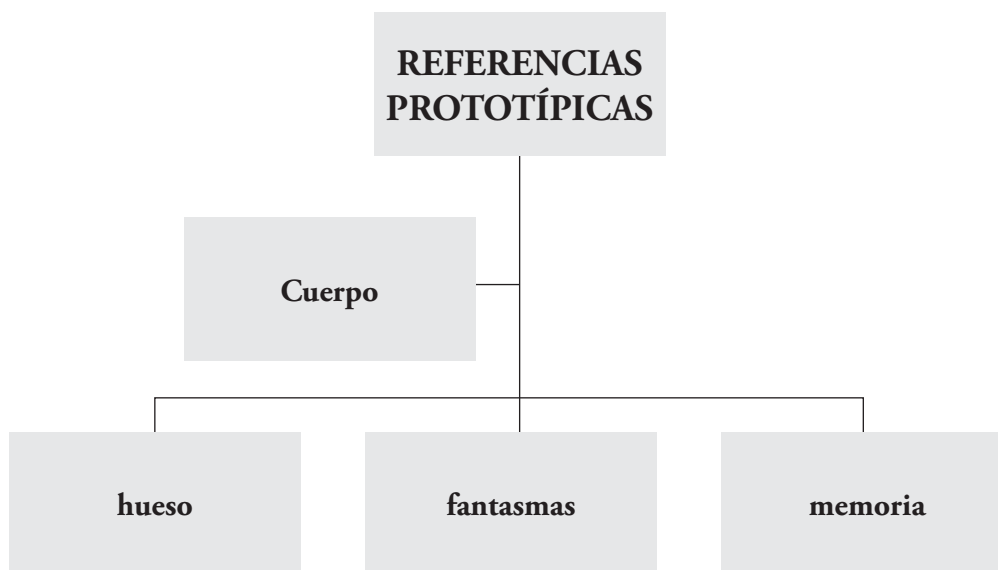 REFERENCIAS
PROTOTÍPICAS
Cuerpo
hueso
fantasmas
memoria